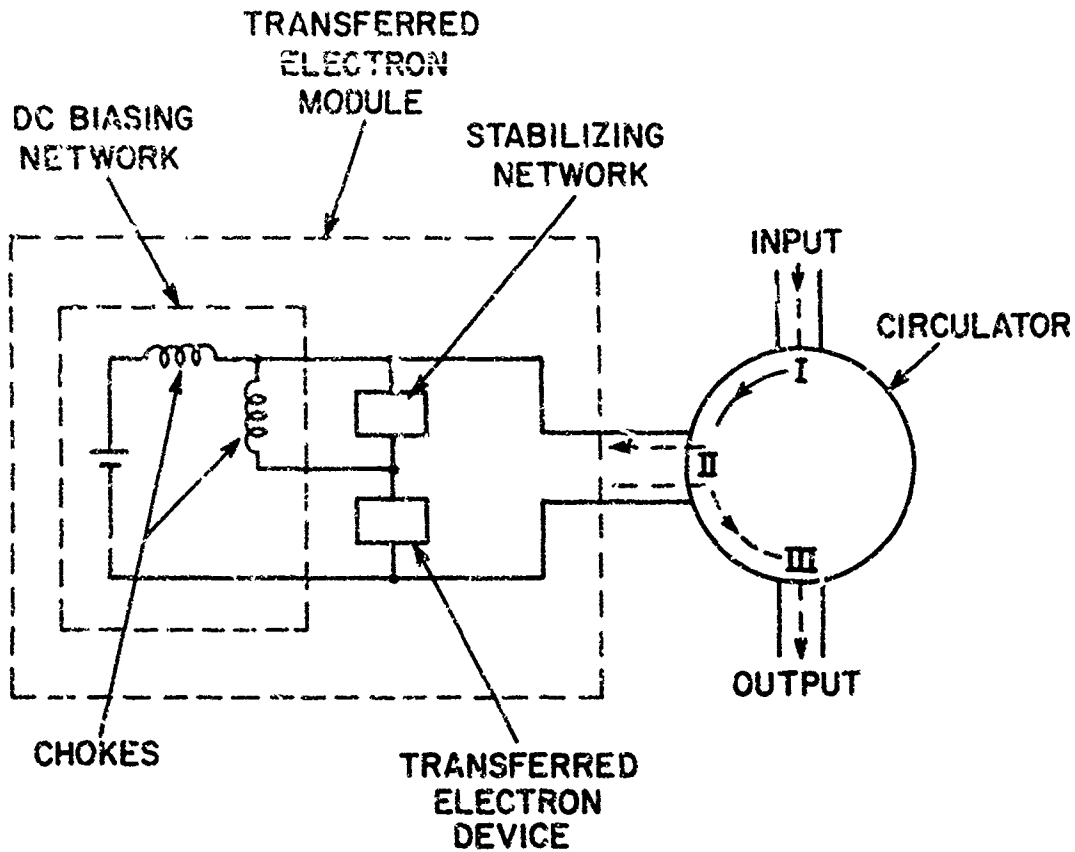 TRANSFERRED
ELECTRON
MODULE
DC BIASING
NETWORK
STABILIZING
NETWORK
INPUT
CIRCULATOR
I
II
III
OUTPUT
CHOKES
TRANSFERRED
ELECTRON
DEVICE